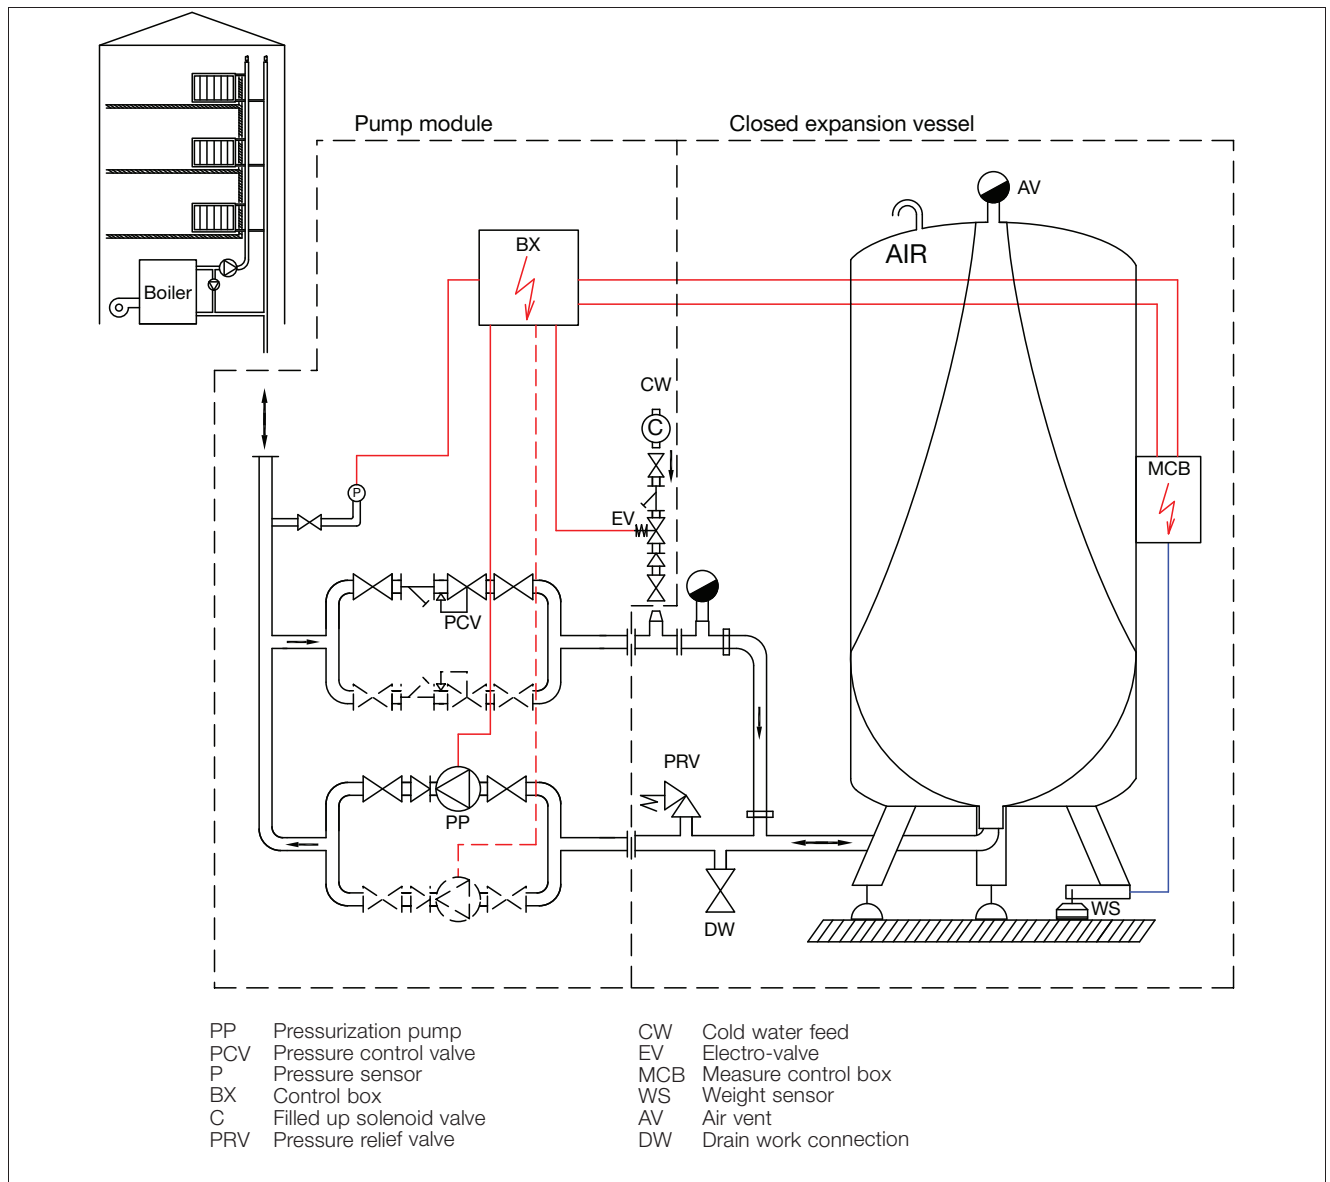 Pump module
Closed expansion vessel
AV
BX
AIR
Boiler
CW
C
MCB
P
EV
PCV
PRV
PP
WS
DW
PP Pressurization pump
PCV Pressure control valve
P Pressure sensor
BX Control box
C Filled up solenoid valve
PRV Pressure relief valve
CW Cold water feed
EV Electro-valve
MCB Measure control box
WS Weight sensor
AV Air vent
DW Drain work connection